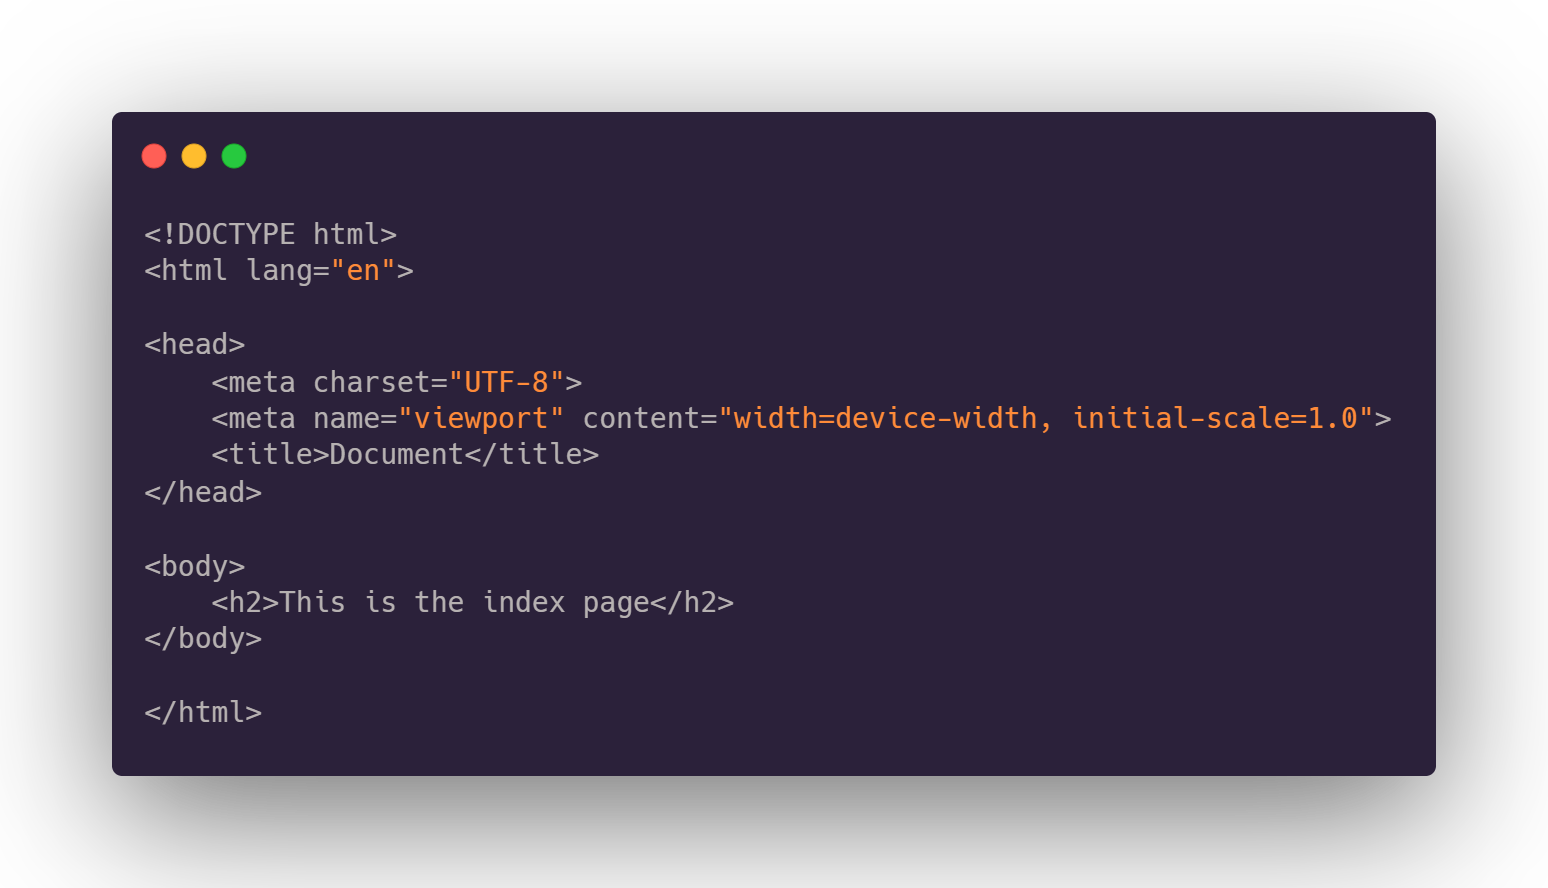 <!DOCTYPE html>
<html lang="en">
<head>
    <meta charset="UTF-8">
    <meta name="viewport" content="width=device-width, initial-scale=1.0">
    <title>Document</title>
</head>
<body>
    <h2>This is the index page</h2>
</body>
</html>